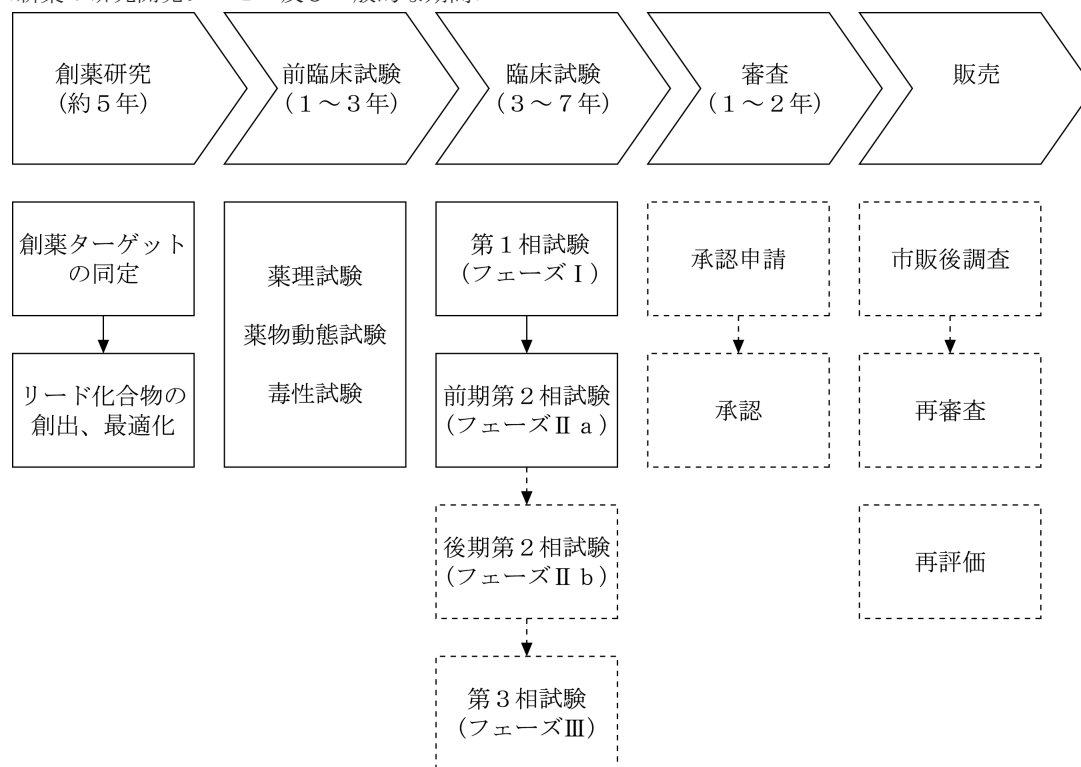 創薬研究
(約５年)
前臨床試験
(１～３年)
臨床試験
(３～７年)
審査
(１～２年)
販売
創薬ターゲット
の同定
リード化合物の
創出、最適化
薬理試験
薬物動態試験
毒性試験
第１相試験
(フェーズⅠ)
前期第２相試験
(フェーズⅡａ)
後期第２相試験
(フェーズⅡｂ)
第３相試験
(フェーズⅢ)
承認申請
承認
市販後調査
再審査
再評価